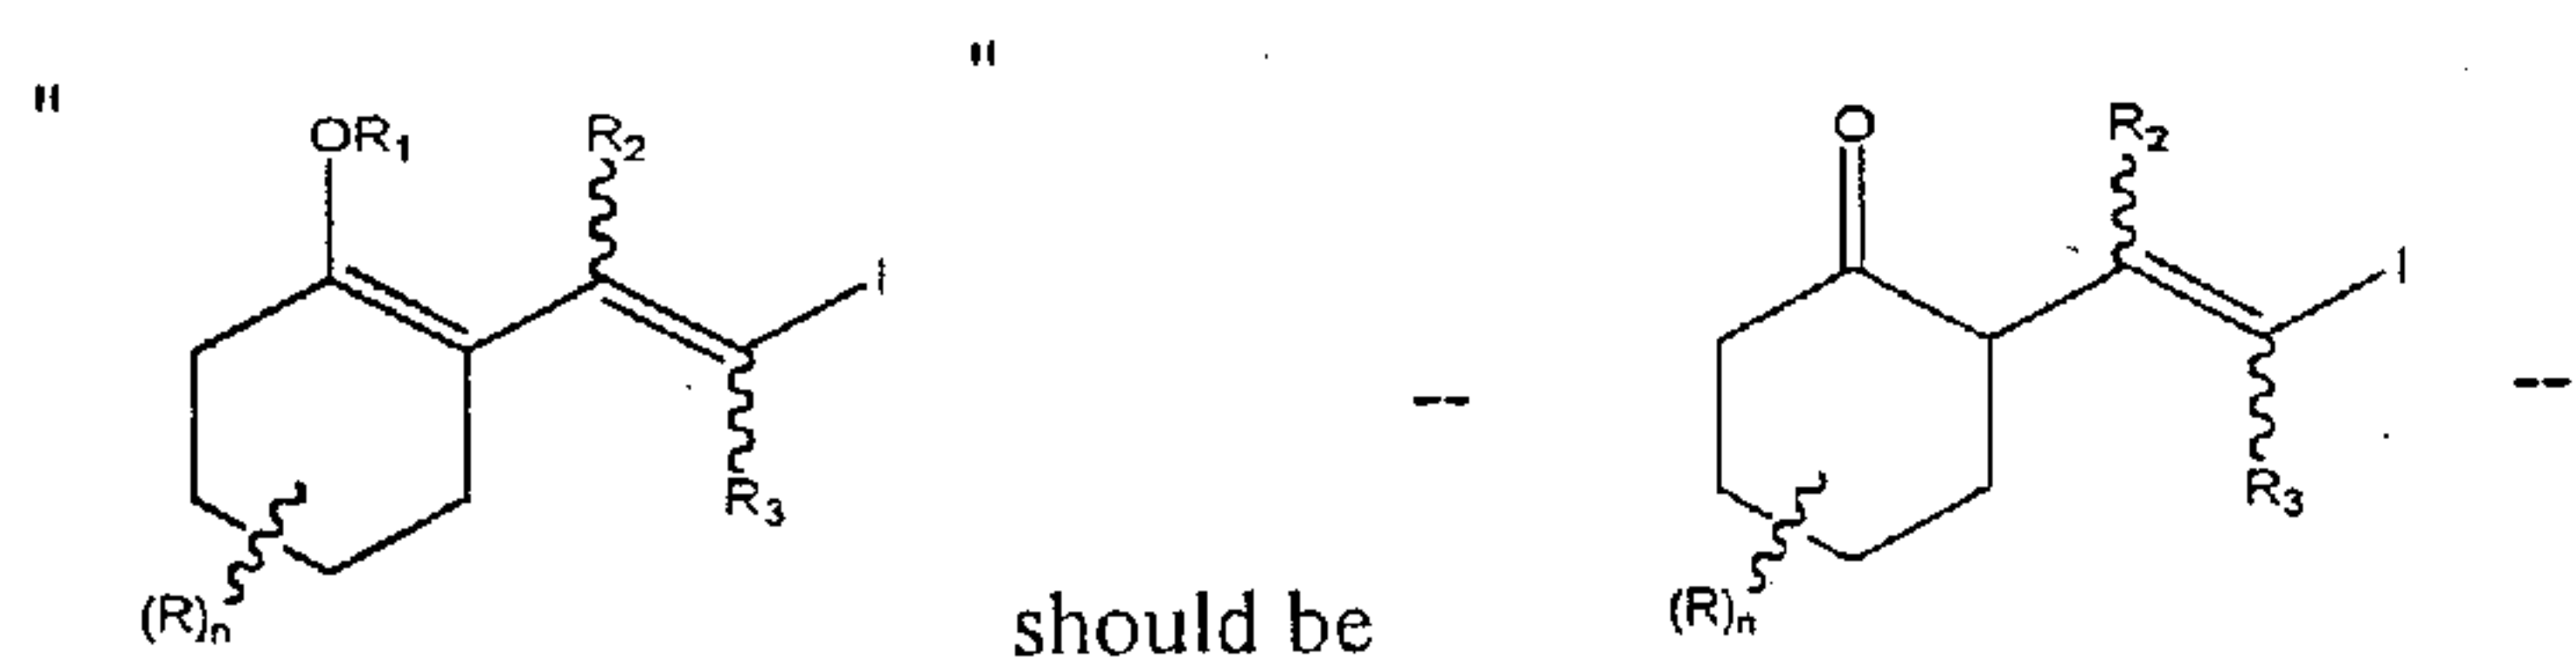 " "
OR₁ R₂ O R₂
I I
-- --
R₃ R₃
(R)ₙ should be (R)ₙ